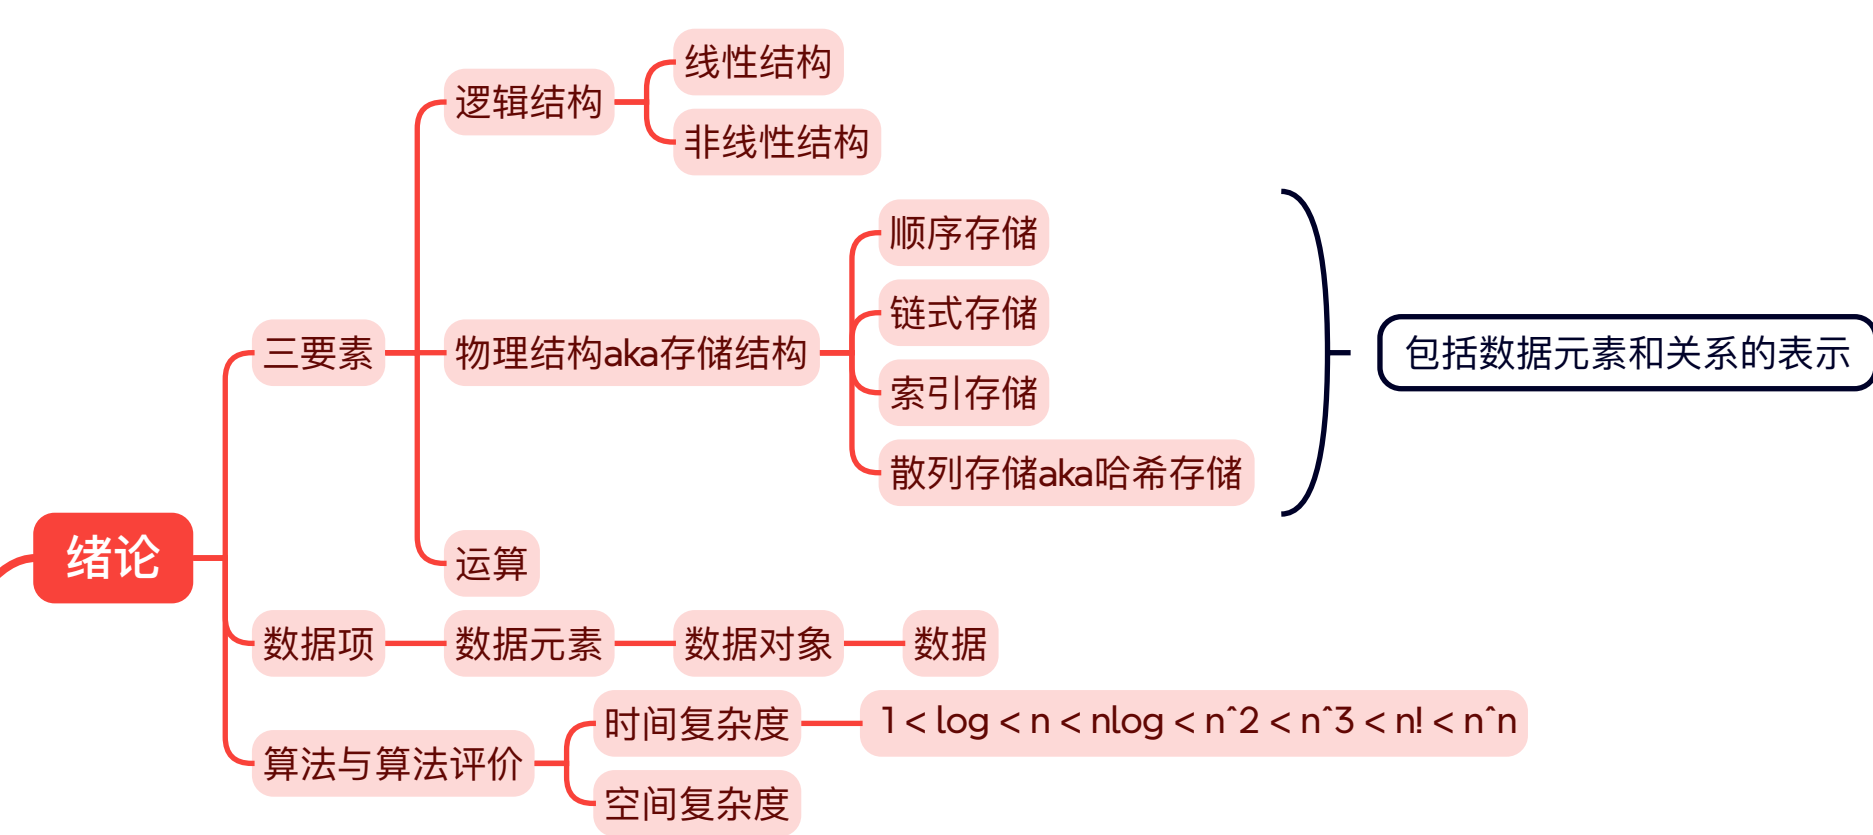 绪论
三要素
逻辑结构
线性结构
非线性结构
物理结构aka存储结构
顺序存储
链式存储
索引存储
散列存储aka哈希存储
包括数据元素和关系的表示
运算
数据项
数据元素
数据对象
数据
算法与算法评价
时间复杂度
1 < log < n < nlog < n^2 < n^3 < n! < n^n
空间复杂度